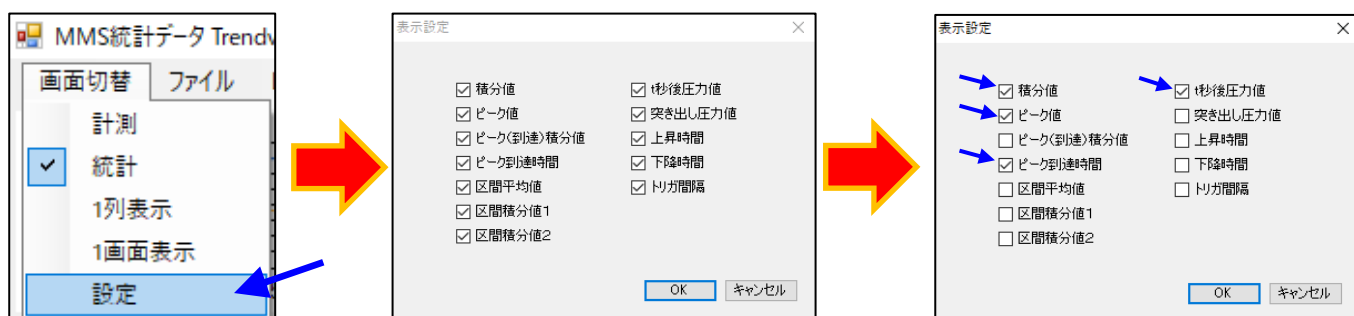 MMS統計データ Trendv
画面切替 ファイル
計測
統計
1列表示
1画面表示
設定
表示設定
積分値
ピーク値
ピーク(到達)積分値
ピーク到達時間
区間平均値
区間積分値1
区間積分値2
t秒後圧力値
突き出し圧力値
上昇時間
下降時間
トリガ間隔
OK キャンセル
表示設定
積分値
ピーク値
ピーク(到達)積分値
ピーク到達時間
区間平均値
区間積分値1
区間積分値2
t秒後圧力値
突き出し圧力値
上昇時間
下降時間
トリガ間隔
OK キャンセル